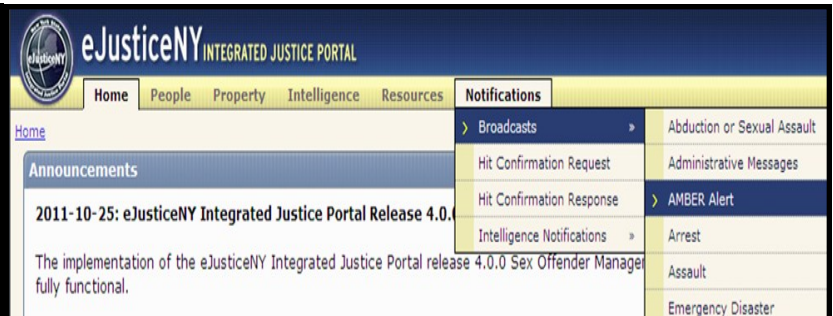 eJusticeNY
eJusticeNY INTEGRATED JUSTICE PORTAL
Home People Property Intelligence Resources Notifications
Home
Announcements
2011-10-25: eJusticeNY Integrated Justice Portal Release 4.0.
The implementation of the eJusticeNY Integrated Justice Portal release 4.0.0 Sex Offender Manager
fully functional.
> Broadcasts »
Hit Confirmation Request
Hit Confirmation Response
Intelligence Notifications »
Abduction or Sexual Assault
Administrative Messages
> AMBER Alert
Arrest
Assault
Emergency Disaster